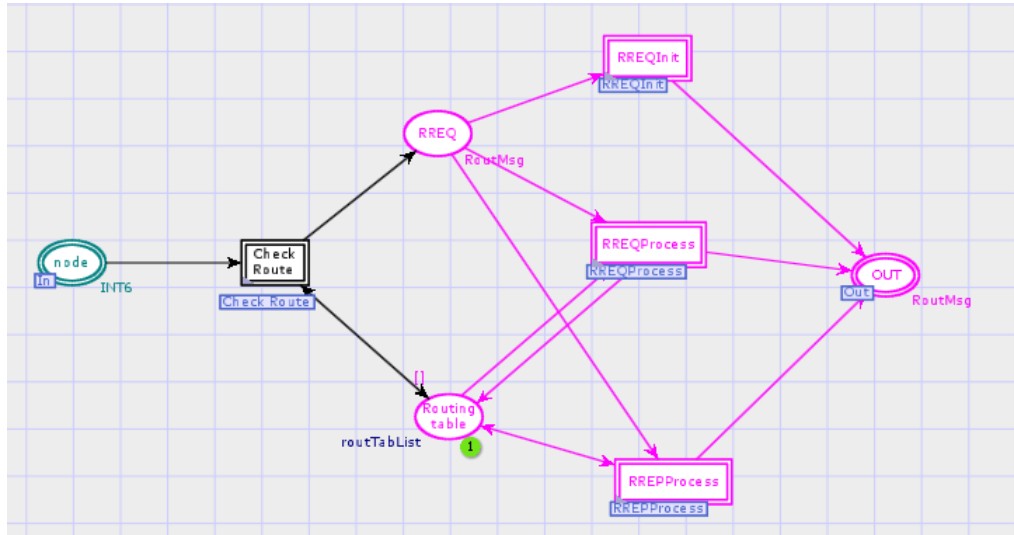 RREQInit
RREQInit
RREQ
RoutMsg
RREQProcess
RREQProcess
Check
Route
Check Route
node
In
INT6
OUT
Out
RoutMsg
[]
Routing
table
routTabList
1
RREPProcess
RREPProcess